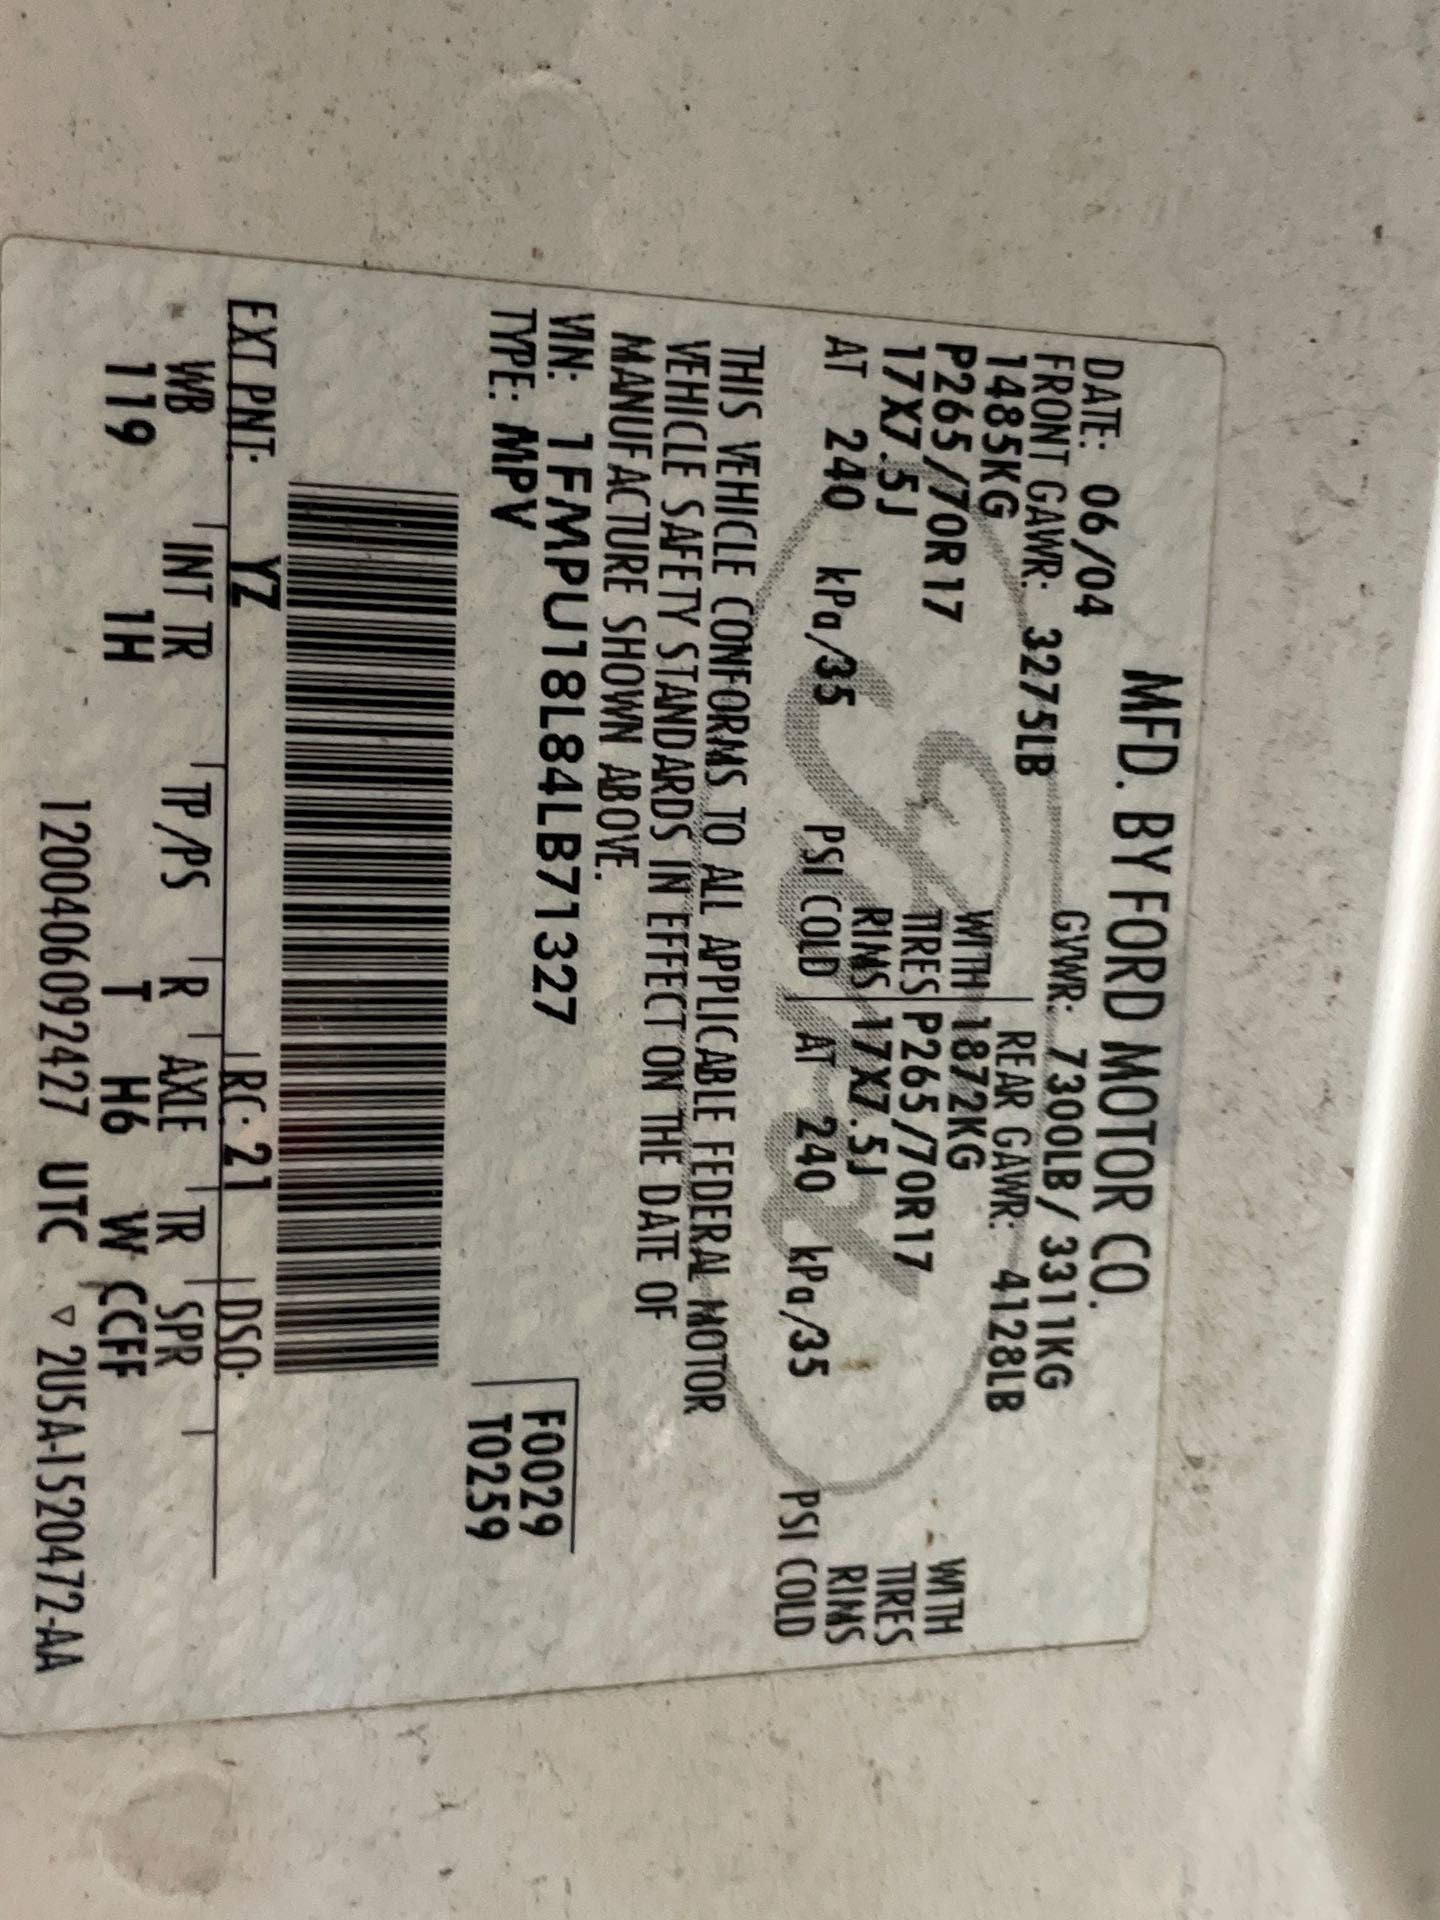 MFD. BY FORD MOTOR CO.
DATE: 06/04 GVWR: 7300LB/ 3311KG
FRONT GAWR: 3275LB REAR GAWR: 4128LB
1485KG WITH 1872KG WITH
P265/70R17 TIRES P265/70R17 TIRES
17X7.5J RIMS 17X7.5J RIMS
AT 240 kPa/35 PSI COLD AT 240 kPa/35 PSI COLD
THIS VEHICLE CONFORMS TO ALL APPLICABLE FEDERAL MOTOR
VEHICLE SAFETY STANDARDS IN EFFECT ON THE DATE OF
MANUFACTURE SHOWN ABOVE.
VIN: 1FMPU18L84LB71327
TYPE: MPV
F0029
T0259
EXT PNT: YZ RC: 21 DSO:
WB INT TR TP/PS R AXLE TR SPR
119 1H T H6 W CCFF
1200406092427 UTC ▽ 2U5A-1520472-AA